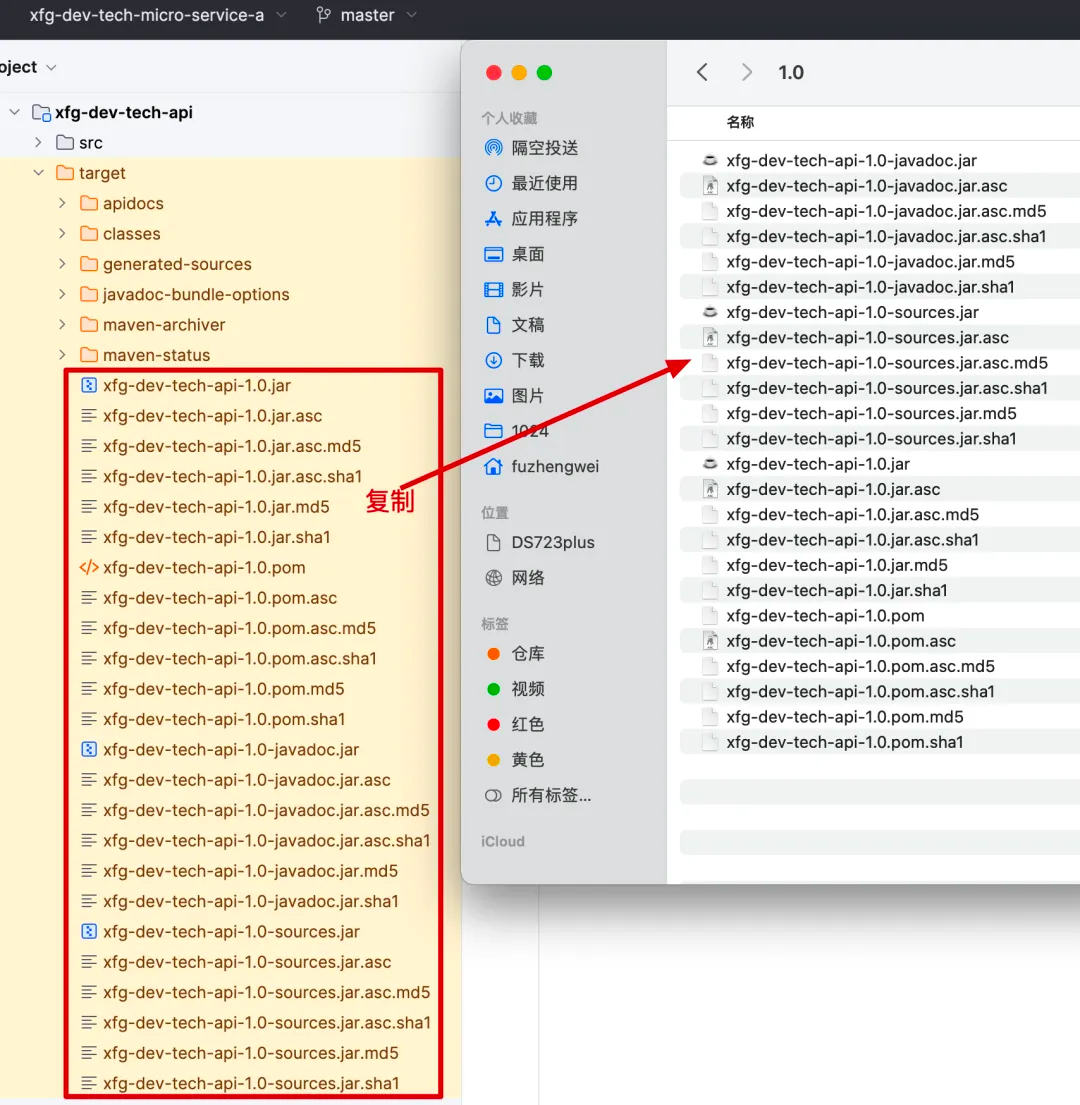 xfg-dev-tech-micro-service-a
master
oject
xfg-dev-tech-api
src
target
apidocs
classes
generated-sources
javadoc-bundle-options
maven-archiver
maven-status
xfg-dev-tech-api-1.0.jar
xfg-dev-tech-api-1.0.jar.asc
xfg-dev-tech-api-1.0.jar.asc.md5
xfg-dev-tech-api-1.0.jar.asc.sha1
xfg-dev-tech-api-1.0.jar.md5
xfg-dev-tech-api-1.0.jar.sha1
xfg-dev-tech-api-1.0.pom
xfg-dev-tech-api-1.0.pom.asc
xfg-dev-tech-api-1.0.pom.asc.md5
xfg-dev-tech-api-1.0.pom.asc.sha1
xfg-dev-tech-api-1.0.pom.md5
xfg-dev-tech-api-1.0.pom.sha1
xfg-dev-tech-api-1.0-javadoc.jar
xfg-dev-tech-api-1.0-javadoc.jar.asc
xfg-dev-tech-api-1.0-javadoc.jar.asc.md5
xfg-dev-tech-api-1.0-javadoc.jar.asc.sha1
xfg-dev-tech-api-1.0-javadoc.jar.md5
xfg-dev-tech-api-1.0-javadoc.jar.sha1
xfg-dev-tech-api-1.0-sources.jar
xfg-dev-tech-api-1.0-sources.jar.asc
xfg-dev-tech-api-1.0-sources.jar.asc.md5
xfg-dev-tech-api-1.0-sources.jar.asc.sha1
xfg-dev-tech-api-1.0-sources.jar.md5
xfg-dev-tech-api-1.0-sources.jar.sha1
复制
个人收藏
隔空投送
最近使用
应用程序
桌面
影片
文稿
下载
图片
1024
fuzhengwei
位置
DS723plus
网络
标签
仓库
视频
红色
黄色
所有标签...
iCloud
1.0
名称
xfg-dev-tech-api-1.0-javadoc.jar
xfg-dev-tech-api-1.0-javadoc.jar.asc
xfg-dev-tech-api-1.0-javadoc.jar.asc.md5
xfg-dev-tech-api-1.0-javadoc.jar.asc.sha1
xfg-dev-tech-api-1.0-javadoc.jar.md5
xfg-dev-tech-api-1.0-javadoc.jar.sha1
xfg-dev-tech-api-1.0-sources.jar
xfg-dev-tech-api-1.0-sources.jar.asc
xfg-dev-tech-api-1.0-sources.jar.asc.md5
xfg-dev-tech-api-1.0-sources.jar.asc.sha1
xfg-dev-tech-api-1.0-sources.jar.md5
xfg-dev-tech-api-1.0-sources.jar.sha1
xfg-dev-tech-api-1.0.jar
xfg-dev-tech-api-1.0.jar.asc
xfg-dev-tech-api-1.0.jar.asc.md5
xfg-dev-tech-api-1.0.jar.asc.sha1
xfg-dev-tech-api-1.0.jar.md5
xfg-dev-tech-api-1.0.jar.sha1
xfg-dev-tech-api-1.0.pom
xfg-dev-tech-api-1.0.pom.asc
xfg-dev-tech-api-1.0.pom.asc.md5
xfg-dev-tech-api-1.0.pom.asc.sha1
xfg-dev-tech-api-1.0.pom.md5
xfg-dev-tech-api-1.0.pom.sha1